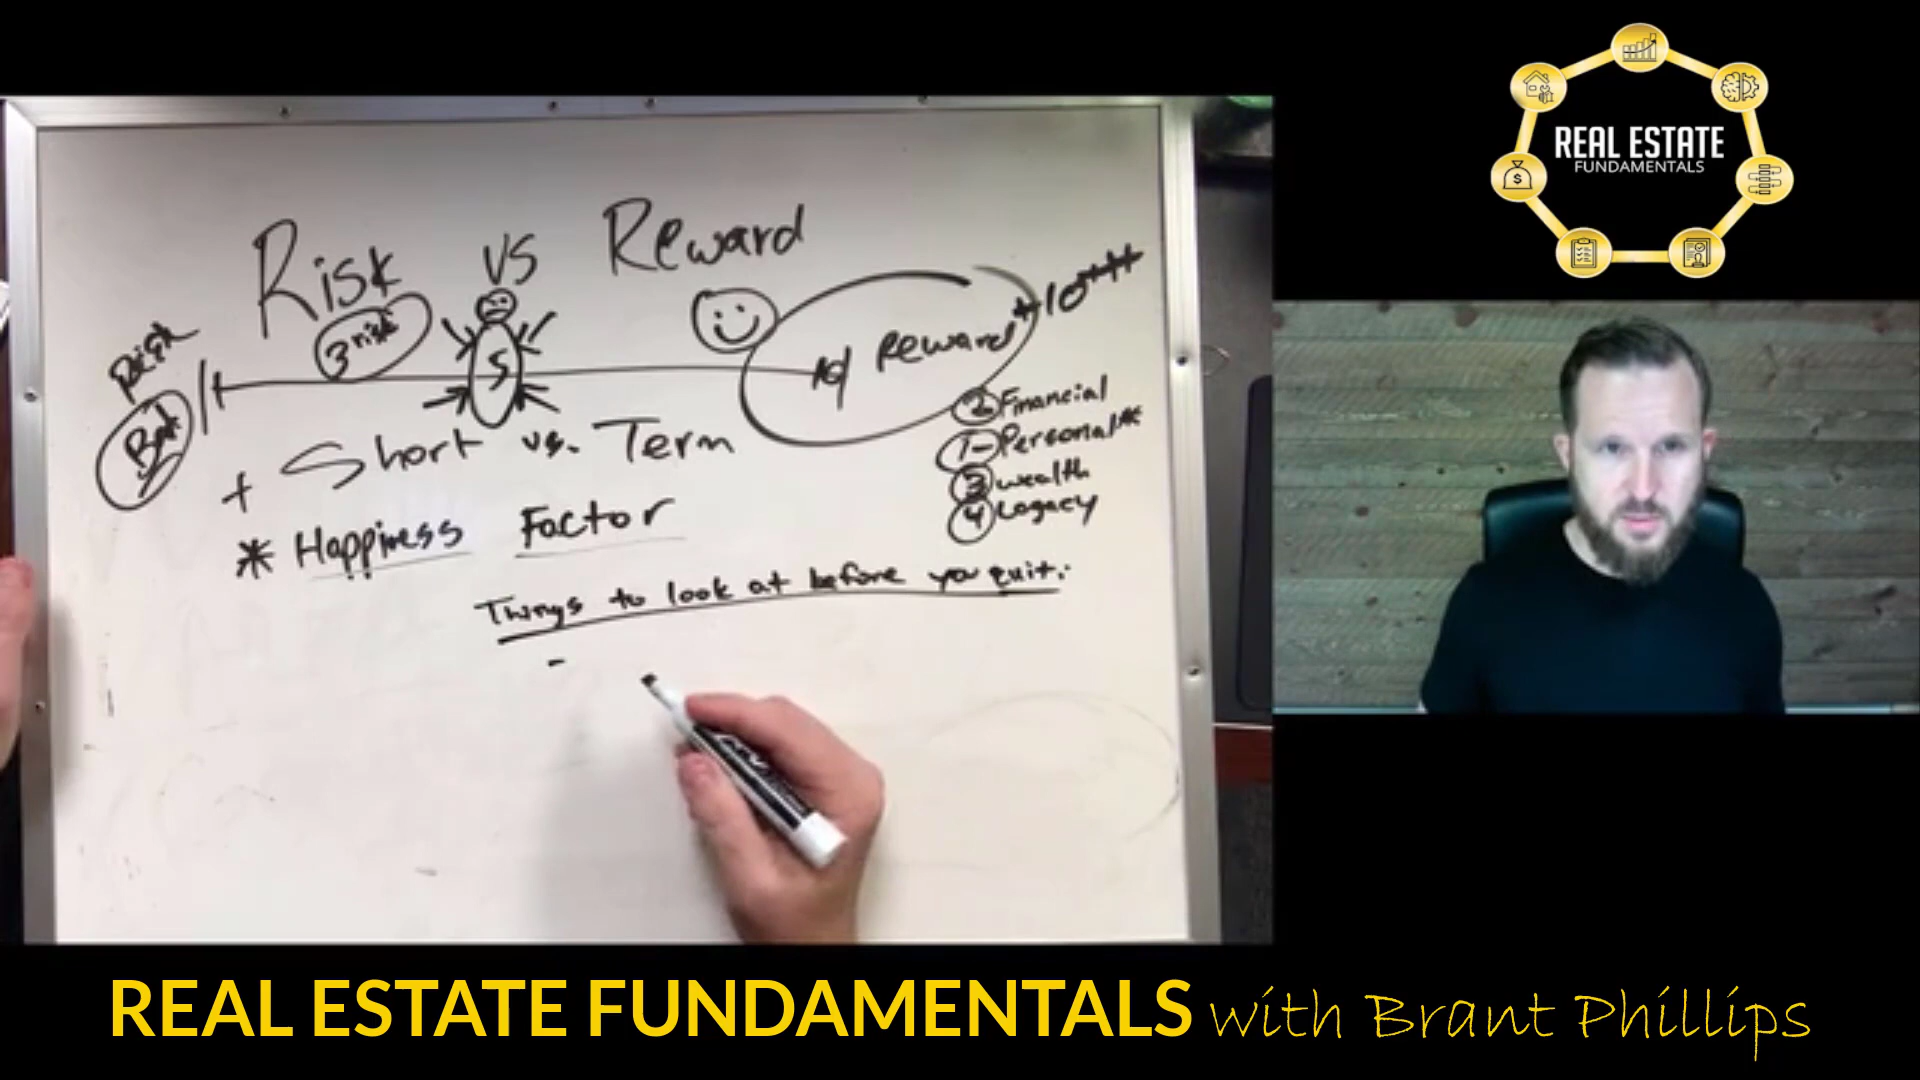 REAL ESTATE
FUNDAMENTALS
$
Risk vs Reward
+10++++
3 risk
Risk
Bad
5
10 Reward
2 Financial
1 - Personal **
3 wealth
4 Legacy
+ Short vs. Term
* Happiness Factor
Things to look at before you quit:
-
REAL ESTATE FUNDAMENTALS with Brant Phillips